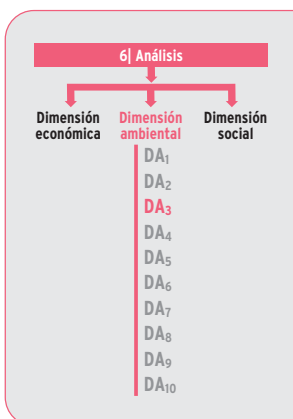 6| Análisis
Dimensión económica
Dimensión ambiental
Dimensión social
DA1
DA2
DA3
DA4
DA5
DA6
DA7
DA8
DA9
DA10